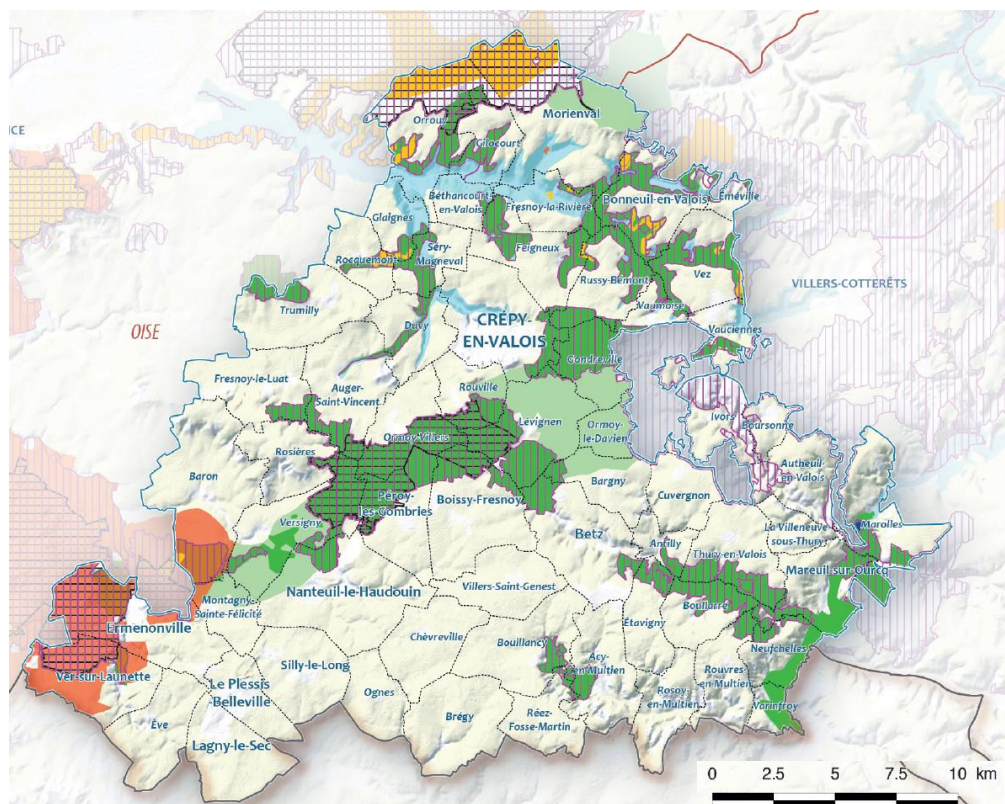 Morienval
Orrouy
Gilocourt
NCE
Béthancourt
en-Valois
Fresnoy-la-Rivière
Bonneuil-en-Valois
Éméville
Glaignes
Séry-
Magneval
Feigneux
Rocquemont
Russy-Bémont
Vez
VILLERS-COTTERÊTS
Trumilly
Vaumoise
OISE
Duvy
CRÉPY-
EN-VALOIS
Vauciennes
Gondreville
Fresnoy-le-Luat
Auger-
Saint-Vincent
Rouville
Ivors
Boursonne
Lévignen
Ormoy-
le-Davien
Ormoy-Villers
Rosières
Autheuil-
en-Valois
Baron
Bargny
Cuvergnon
Péroy-
les-Combries
Boissy-Fresnoy
Versigny
Betz
La Villeneuve
sous-Thury
Marolles
Antilly
Thury-en-Valois
Mareuil-sur-Ourcq
Nanteuil-le-Haudouin
Villers-Saint-Genest
Montagny-
Sainte-Félicité
Boullarre
Ermenonville
Étavigny
Chèvreville
Bouillancy
Neufchelles
Silly-le-Long
Acy-
en-Multien
Rouvres
en-Multien
Ver-sur-Launette
Le Plessis
-Belleville
Ognes
Rosoy-
en-Multien
Varinfroy
Ève
Brégy
Réez-
Fosse-Martin
Lagny-le-Sec
0 2.5 5 7.5 10 km